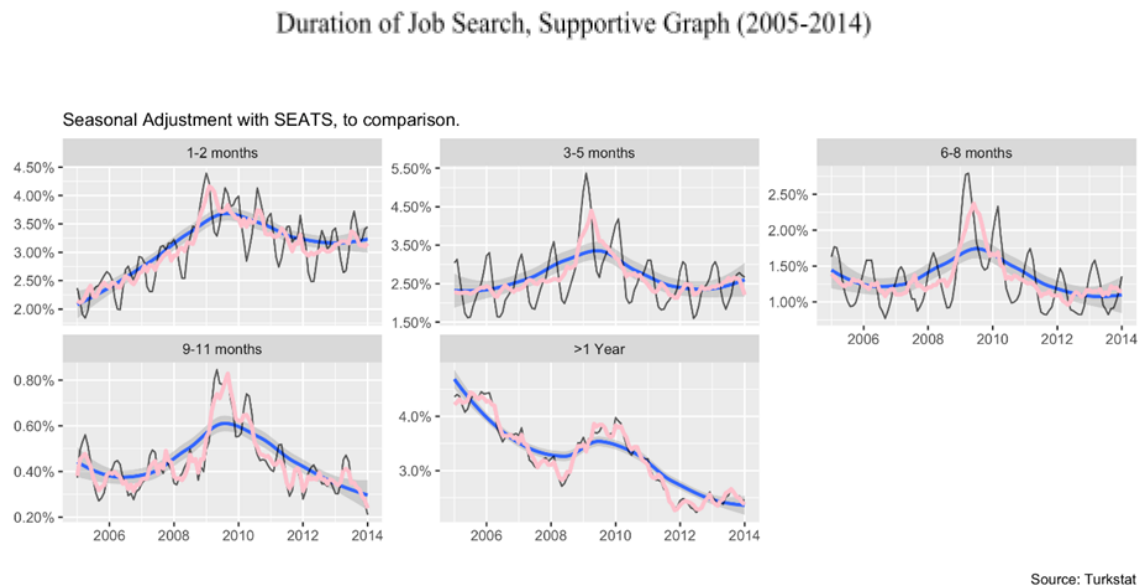 Duration of Job Search, Supportive Graph (2005-2014)
Seasonal Adjustment with SEATS, to comparison.
1-2 months
4.50%
4.00%
3.50%
3.00%
2.50%
2.00%
3-5 months
5.50%
4.50%
3.50%
2.50%
1.50%
6-8 months
2.50%
2.00%
1.50%
1.00%
2006 2008 2010 2012 2014
9-11 months
0.80%
0.60%
0.40%
0.20%
2006 2008 2010 2012 2014
>1 Year
4.0%
3.0%
2006 2008 2010 2012 2014
Source: Turkstat